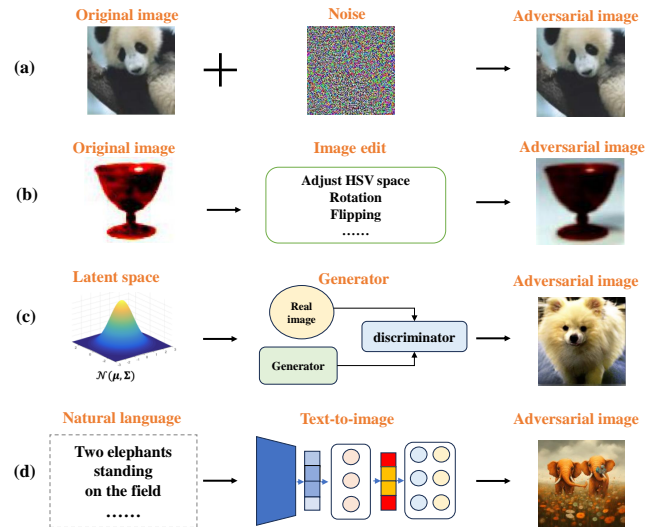 Original image
Noise
Adversarial image
(a)
Original image
Image edit
Adversarial image
(b)
Adjust HSV space
Rotation
Flipping
......
Latent space
Generator
Adversarial image
(c)
𝒩(μ, Σ)
Real
image
Generator
discriminator
Natural language
Text-to-image
Adversarial image
(d)
Two elephants
standing
on the field
......